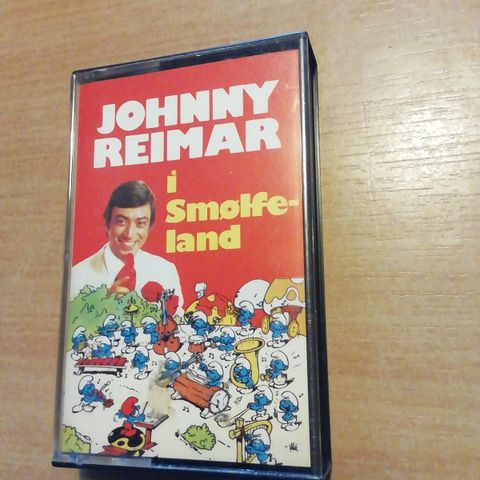 JOHNNY
REIMAR
i
Smølfe-
land